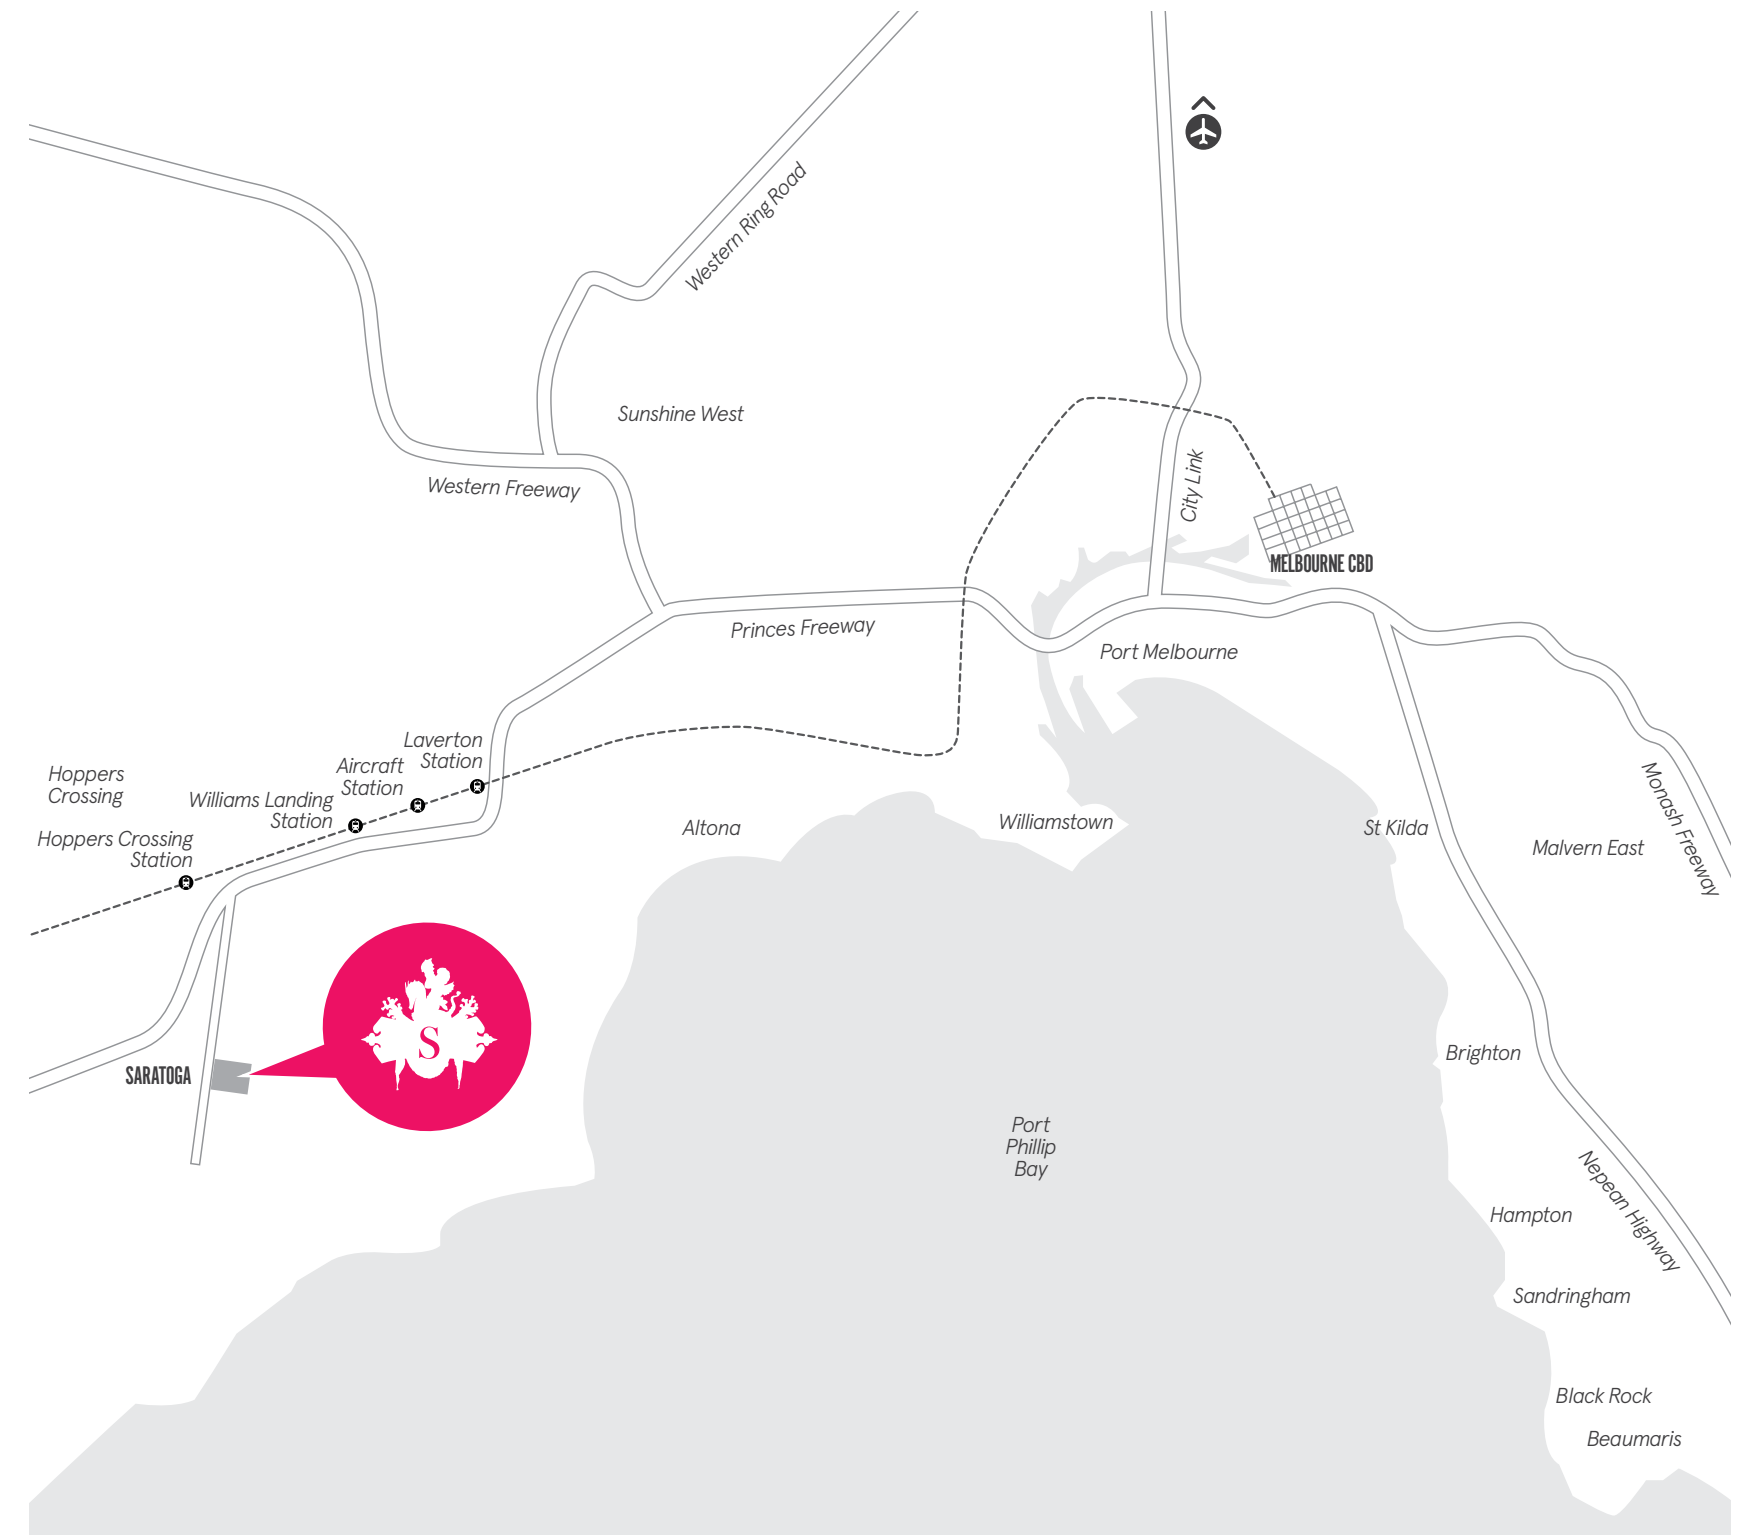 Western Ring Road
Sunshine West
Western Freeway
City Link
MELBOURNE CBD
Princes Freeway
Port Melbourne
Laverton
Station
Aircraft
Station
Hoppers
Crossing
Williams Landing
Station
Hoppers Crossing
Station
Altona
Williamstown
St Kilda
Malvern East
Monash Freeway
S
SARATOGA
Brighton
Port
Phillip
Bay
Nepean Highway
Hampton
Sandringham
Black Rock
Beaumaris